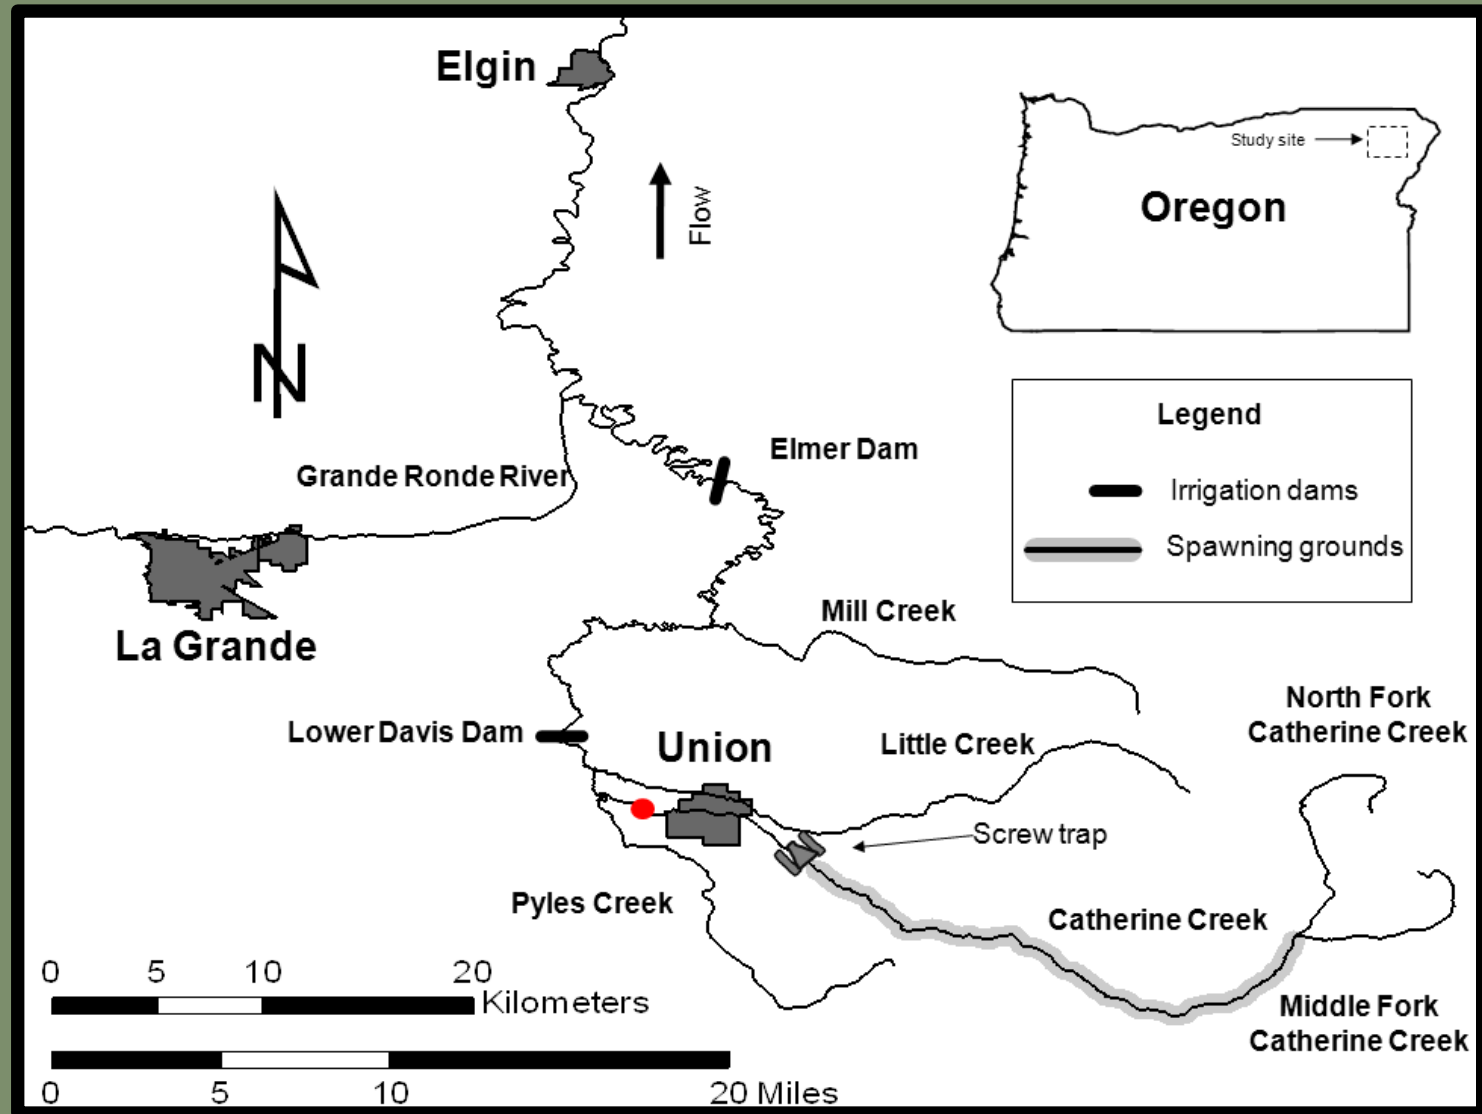 Elgin
Study site
Oregon
Flow
N
Legend
Irrigation dams
Spawning grounds
Elmer Dam
Grande Ronde River
La Grande
Mill Creek
North Fork
Catherine Creek
Lower Davis Dam
Union
Little Creek
Screw trap
Pyles Creek
Catherine Creek
Middle Fork
Catherine Creek
0 5 10 20
Kilometers
0 5 10 20 Miles